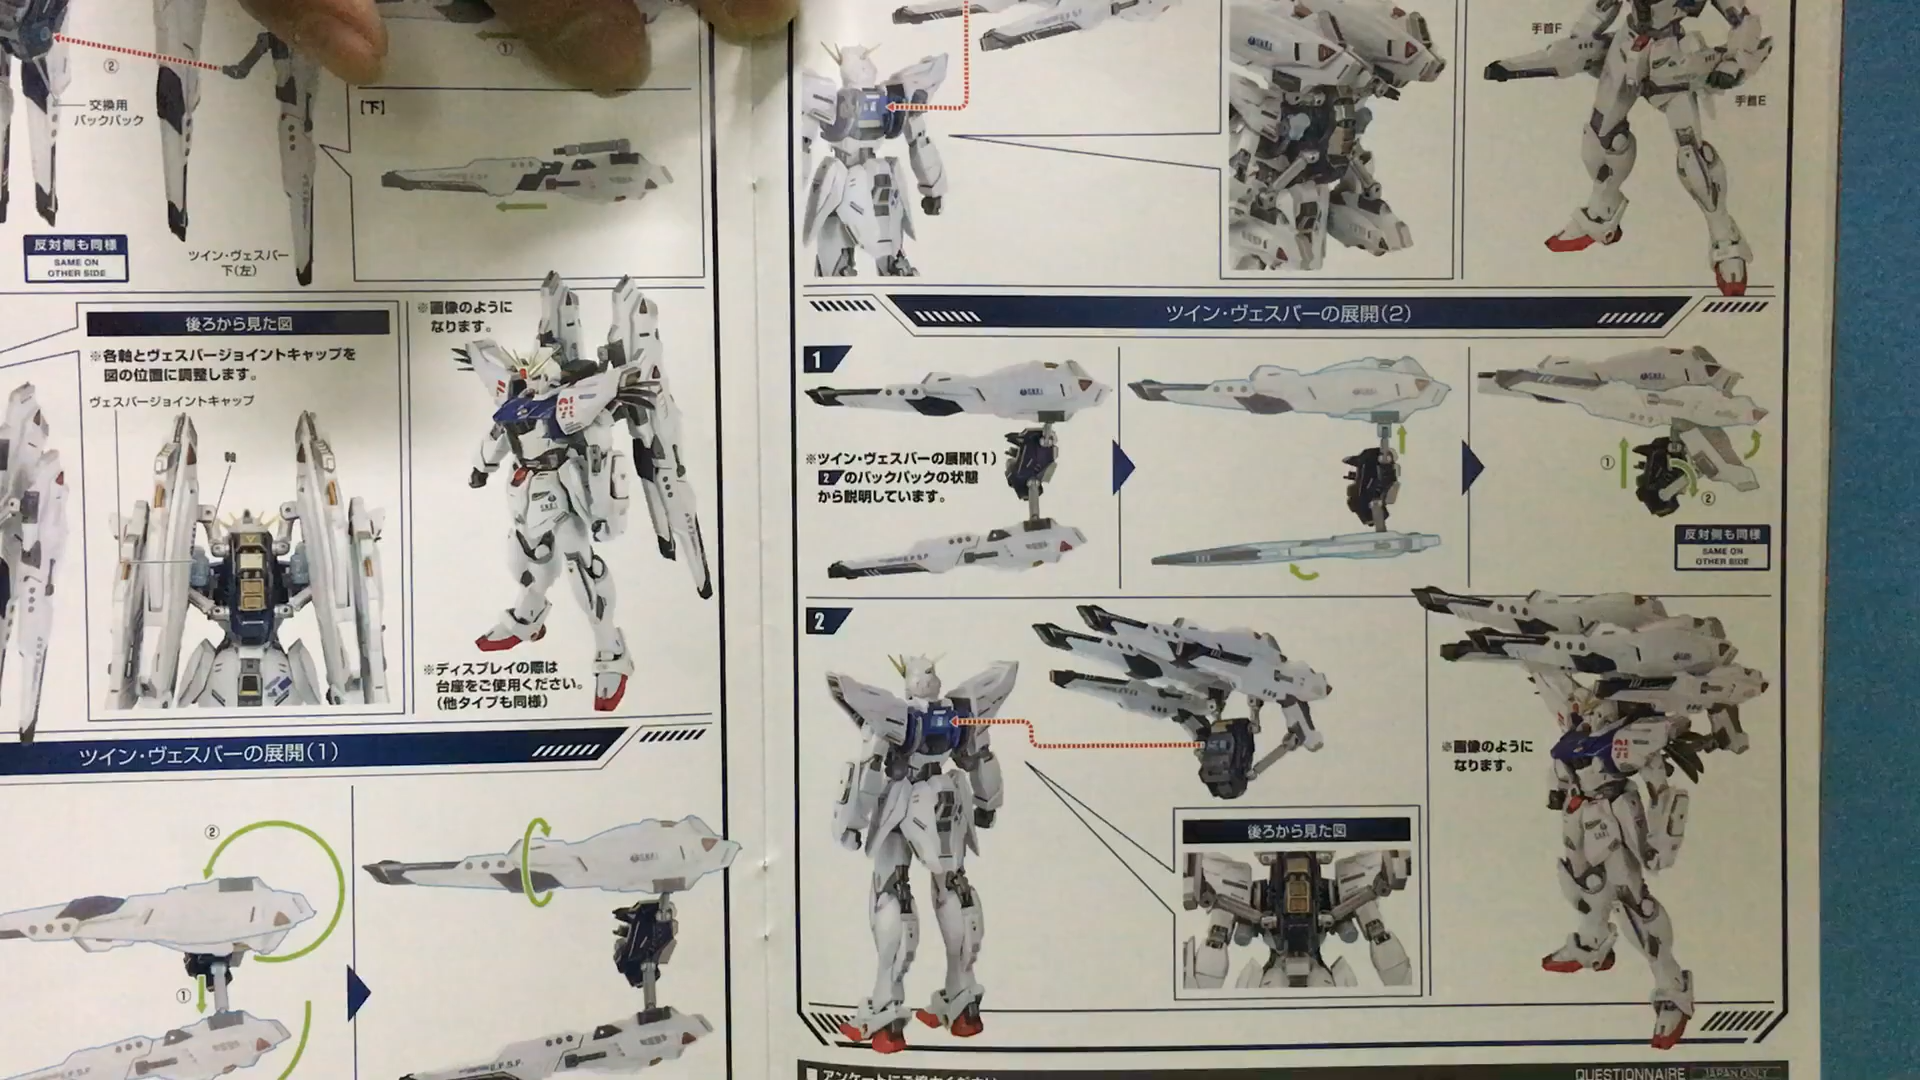 ②
交換用
バックパック
反対側も同様
SAME ON
OTHER SIDE
ツイン・ヴェスバー
下(左)
①
【下】
後ろから見た図
※各軸とヴェスバージョイントキャップを
図の位置に調整します。
ヴェスバージョイントキャップ
軸
※画像のように
なります。
※ディスプレイの際は
台座をご使用ください。
(他タイプも同様)
ツイン・ヴェスバーの展開(1)
②
①
手首F
手首E
ツイン・ヴェスバーの展開(2)
1
※ツイン・ヴェスバーの展開(1)
2のバックパックの状態
から説明しています。
①
②
反対側も同様
SAME ON
OTHER SIDE
2
後ろから見た図
※画像のように
なります。
QUESTIONNAIRE JAPAN ONLY